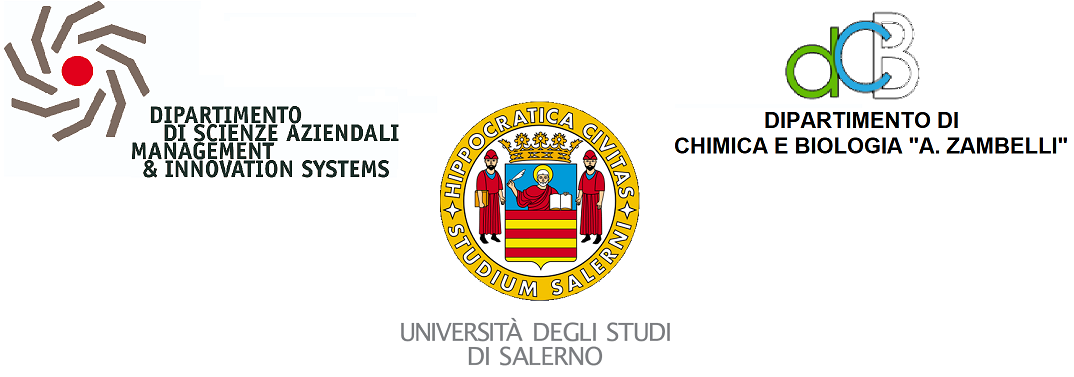 DIPARTIMENTO
DI SCIENZE AZIENDALI
MANAGEMENT
& INNOVATION SYSTEMS
dCB
DIPARTIMENTO DI
CHIMICA E BIOLOGIA "A. ZAMBELLI"
HIPPOCRATICA CIVITAS
STUDIUM SALERNI
UNIVERSITÀ DEGLI STUDI
DI SALERNO